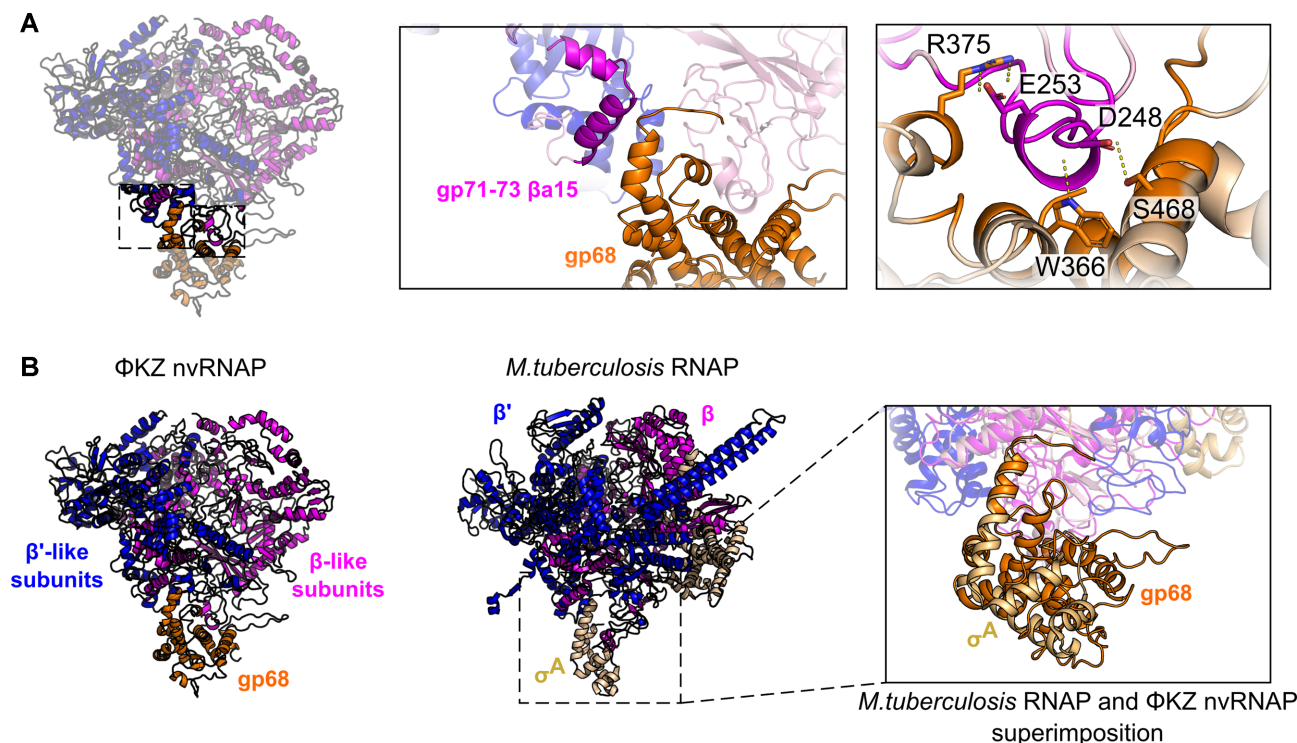 A
gp71-73 βa15
gp68
R375
E253
D248
S468
W366
B
ΦKZ nvRNAP
β'-like
subunits
β-like
subunits
gp68
M.tuberculosis RNAP
β'
β
σA
gp68
σA
M.tuberculosis RNAP and ΦKZ nvRNAP
superimposition